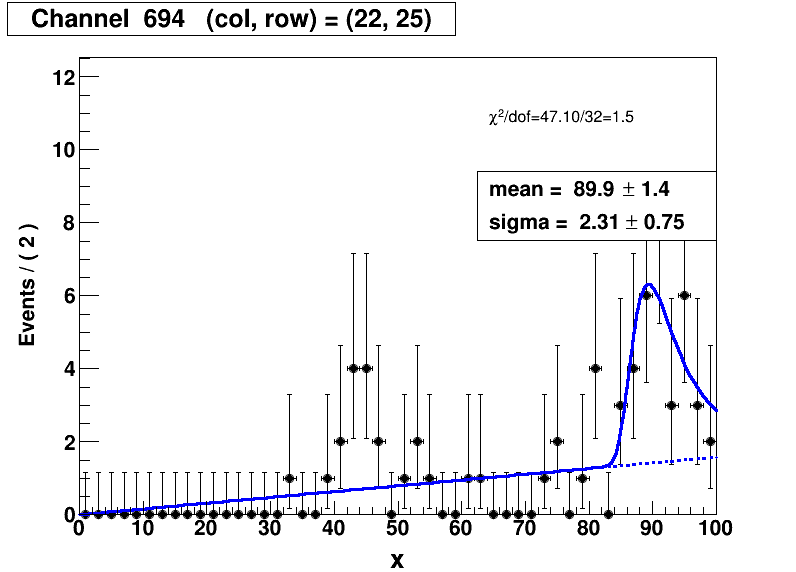 Channel 694 (col, row) = (22, 25)
χ²/dof=47.10/32=1.5
mean = 89.9 ± 1.4
sigma = 2.31 ± 0.75
Events / ( 2 )
12
10
8
6
4
2
0
0 10 20 30 40 50 60 70 80 90 100
x